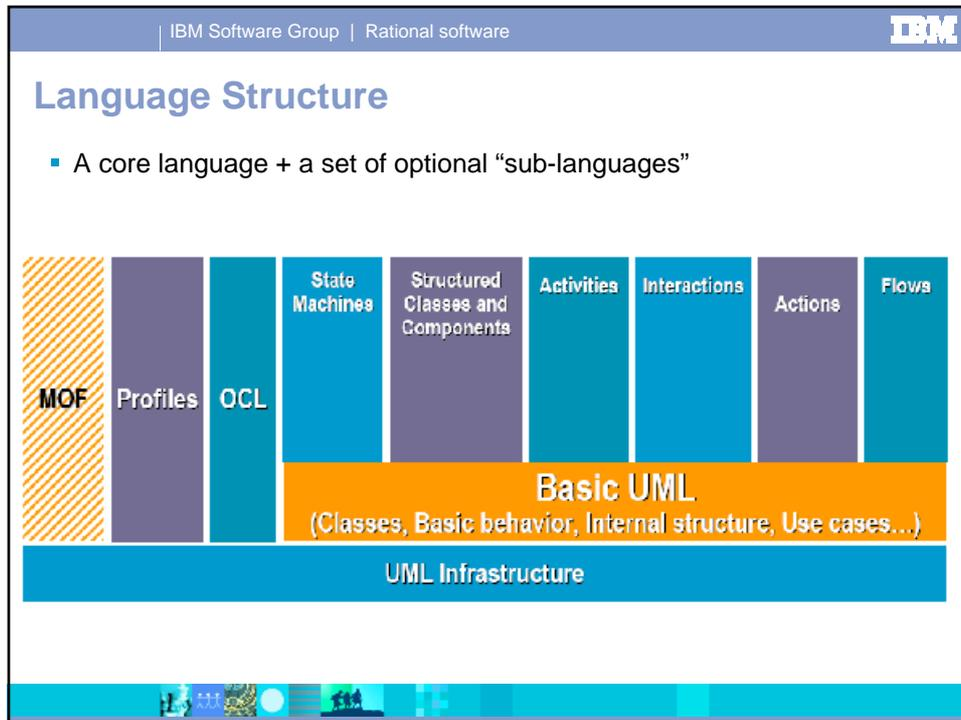 IBM Software Group | Rational software
IBM
Language Structure
A core language + a set of optional “sub-languages”
MOF
Profiles
OCL
State
Machines
Structured
Classes and
Components
Activities
Interactions
Actions
Flows
Basic UML
(Classes, Basic behavior, Internal structure, Use cases...)
UML Infrastructure